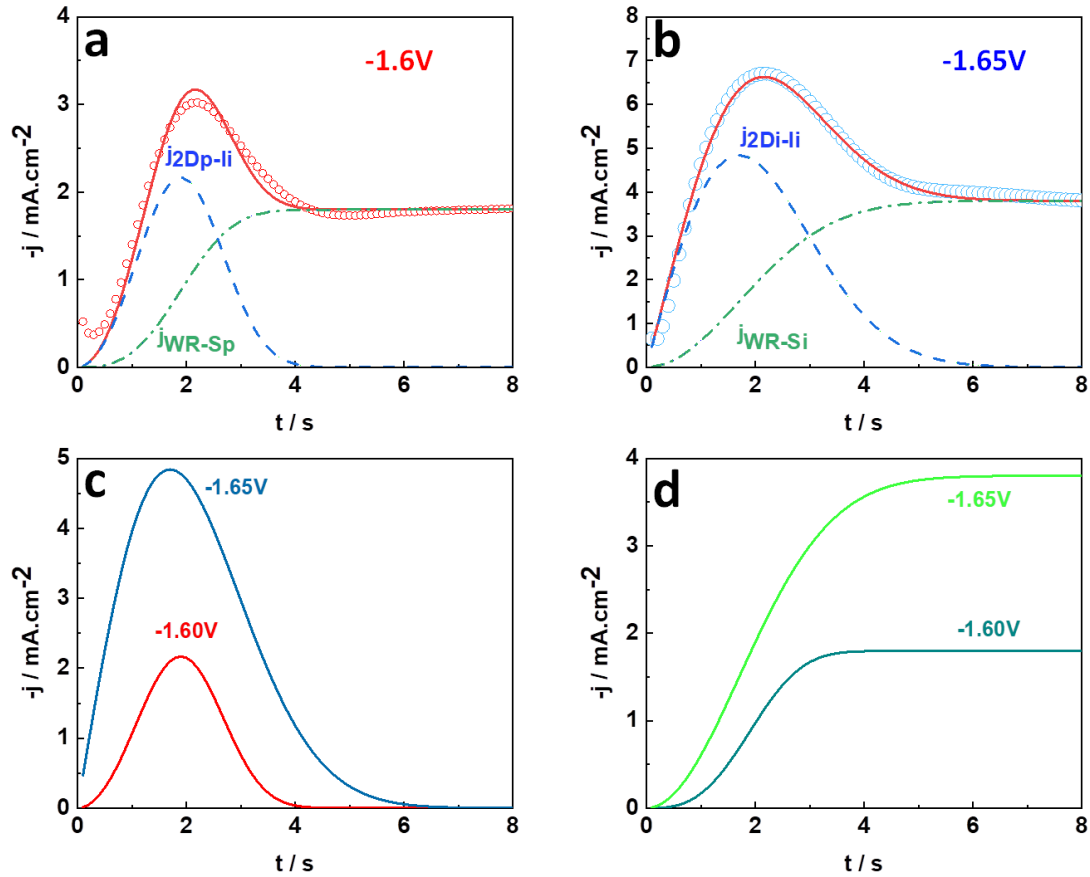 a
-1.6V
-j / mA.cm-2
4
3
2
1
0
j2Dp-li
jWR-Sp
0 2 4 6 8
t / s
b
-1.65V
-j / mA.cm-2
8
7
6
5
4
3
2
1
0
j2Di-li
jWR-Si
0 2 4 6 8
t / s
c
-j / mA.cm-2
5
4
3
2
1
0
-1.65V
-1.60V
0 2 4 6 8
t / s
d
-j / mA.cm-2
4
3
2
1
0
-1.65V
-1.60V
0 2 4 6 8
t / s